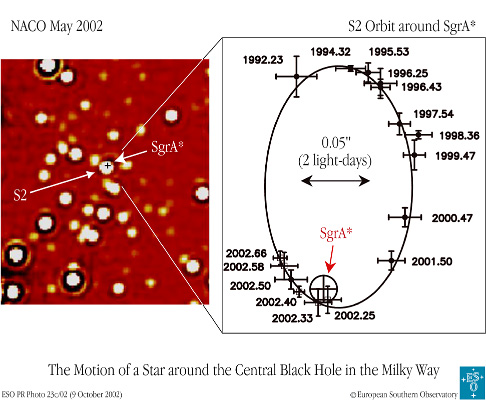 NACO May 2002
S2 Orbit around SgrA*
SgrA*
S2
1992.23
1994.32
1995.53
1996.25
1996.43
1997.54
1998.36
1999.47
0.05"
(2 light-days)
2000.47
SgrA*
2001.50
2002.66
2002.58
2002.50
2002.40
2002.33
2002.25
The Motion of a Star around the Central Black Hole in the Milky Way
ESO PR Photo 23c/02 (9 October 2002)
© European Southern Observatory
ESO